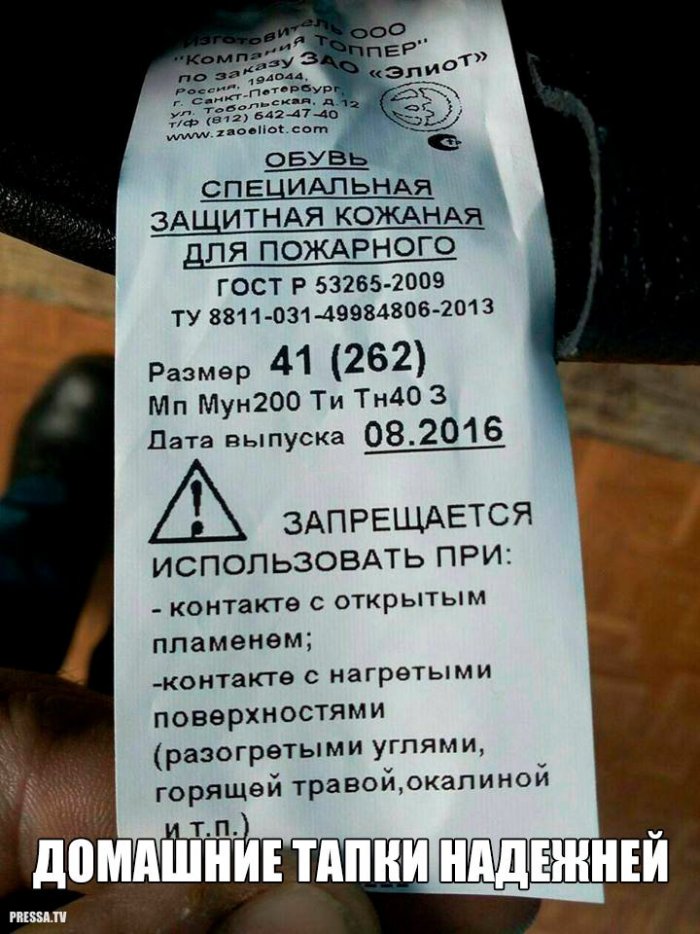 Изготовитель ООО
"Компания ТОППЕР"
по заказу ЗАО «Элиот»
Россия, 194044,
г. Санкт-Петербург,
ул. Тобольская, д.12
т/ф (812) 542-47-40
www.zaoeliot.com
ОБУВЬ
СПЕЦИАЛЬНАЯ
ЗАЩИТНАЯ КОЖАНАЯ
ДЛЯ ПОЖАРНОГО
ГОСТ Р 53265-2009
ТУ 8811-031-49984806-2013
Размер 41 (262)
Мп Мун200 Ти Тн40 З
Дата выпуска 08.2016
ЗАПРЕЩАЕТСЯ
ИСПОЛЬЗОВАТЬ ПРИ:
- контакте с открытым
пламенем;
-контакте с нагретыми
поверхностями
(разогретыми углями,
горящей травой,окалиной
и т.п.)
ДОМАШНИЕ ТАПКИ НАДЕЖНЕЙ
PRESSA.TV